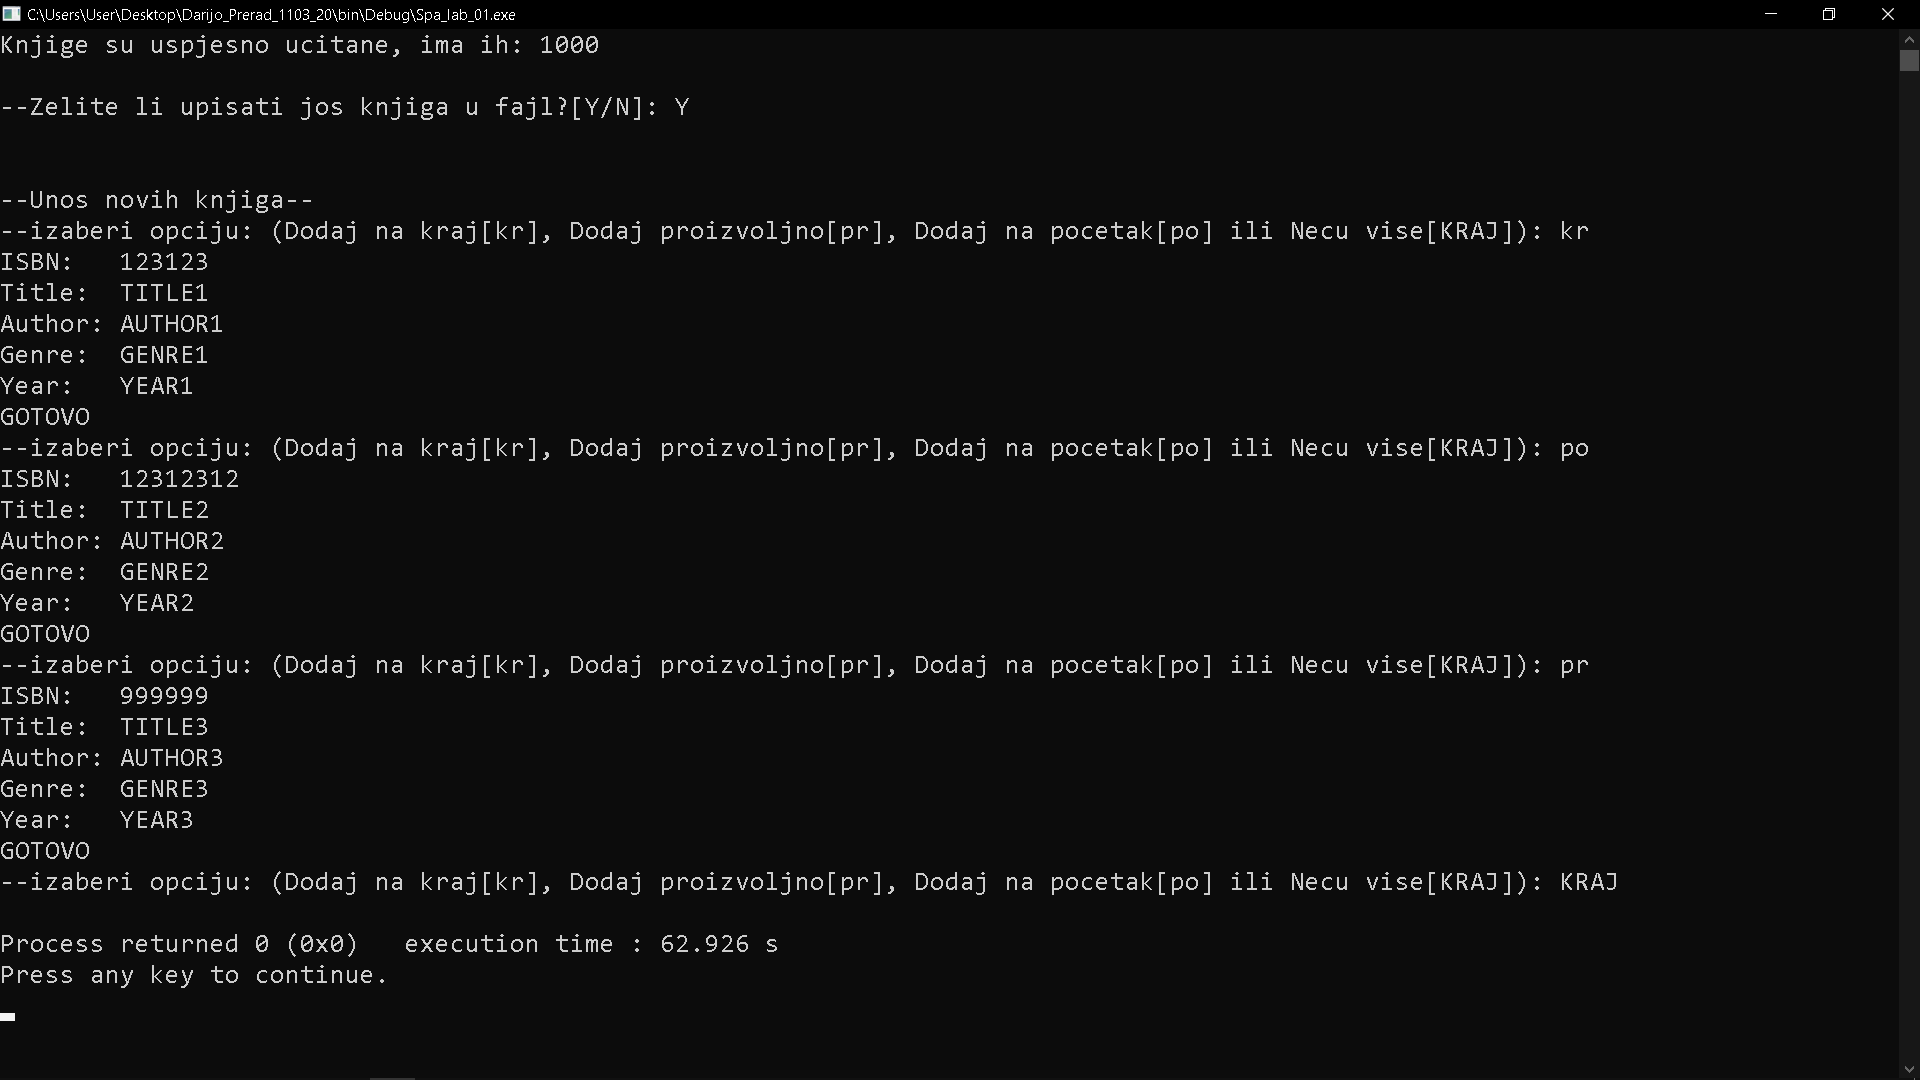 C:\Users\User\Desktop\Darijo_Prerad_1103_20\bin\Debug\Spa_lab_01.exe
Knjige su uspjesno ucitane, ima ih: 1000
--Zelite li upisati jos knjiga u fajl?[Y/N]: Y
--Unos novih knjiga--
--izaberi opciju: (Dodaj na kraj[kr], Dodaj proizvoljno[pr], Dodaj na pocetak[po] ili Necu vise[KRAJ]): kr
ISBN:   123123
Title:  TITLE1
Author: AUTHOR1
Genre:  GENRE1
Year:   YEAR1
GOTOVO
--izaberi opciju: (Dodaj na kraj[kr], Dodaj proizvoljno[pr], Dodaj na pocetak[po] ili Necu vise[KRAJ]): po
ISBN:   12312312
Title:  TITLE2
Author: AUTHOR2
Genre:  GENRE2
Year:   YEAR2
GOTOVO
--izaberi opciju: (Dodaj na kraj[kr], Dodaj proizvoljno[pr], Dodaj na pocetak[po] ili Necu vise[KRAJ]): pr
ISBN:   999999
Title:  TITLE3
Author: AUTHOR3
Genre:  GENRE3
Year:   YEAR3
GOTOVO
--izaberi opciju: (Dodaj na kraj[kr], Dodaj proizvoljno[pr], Dodaj na pocetak[po] ili Necu vise[KRAJ]): KRAJ
Process returned 0 (0x0)   execution time : 62.926 s
Press any key to continue.